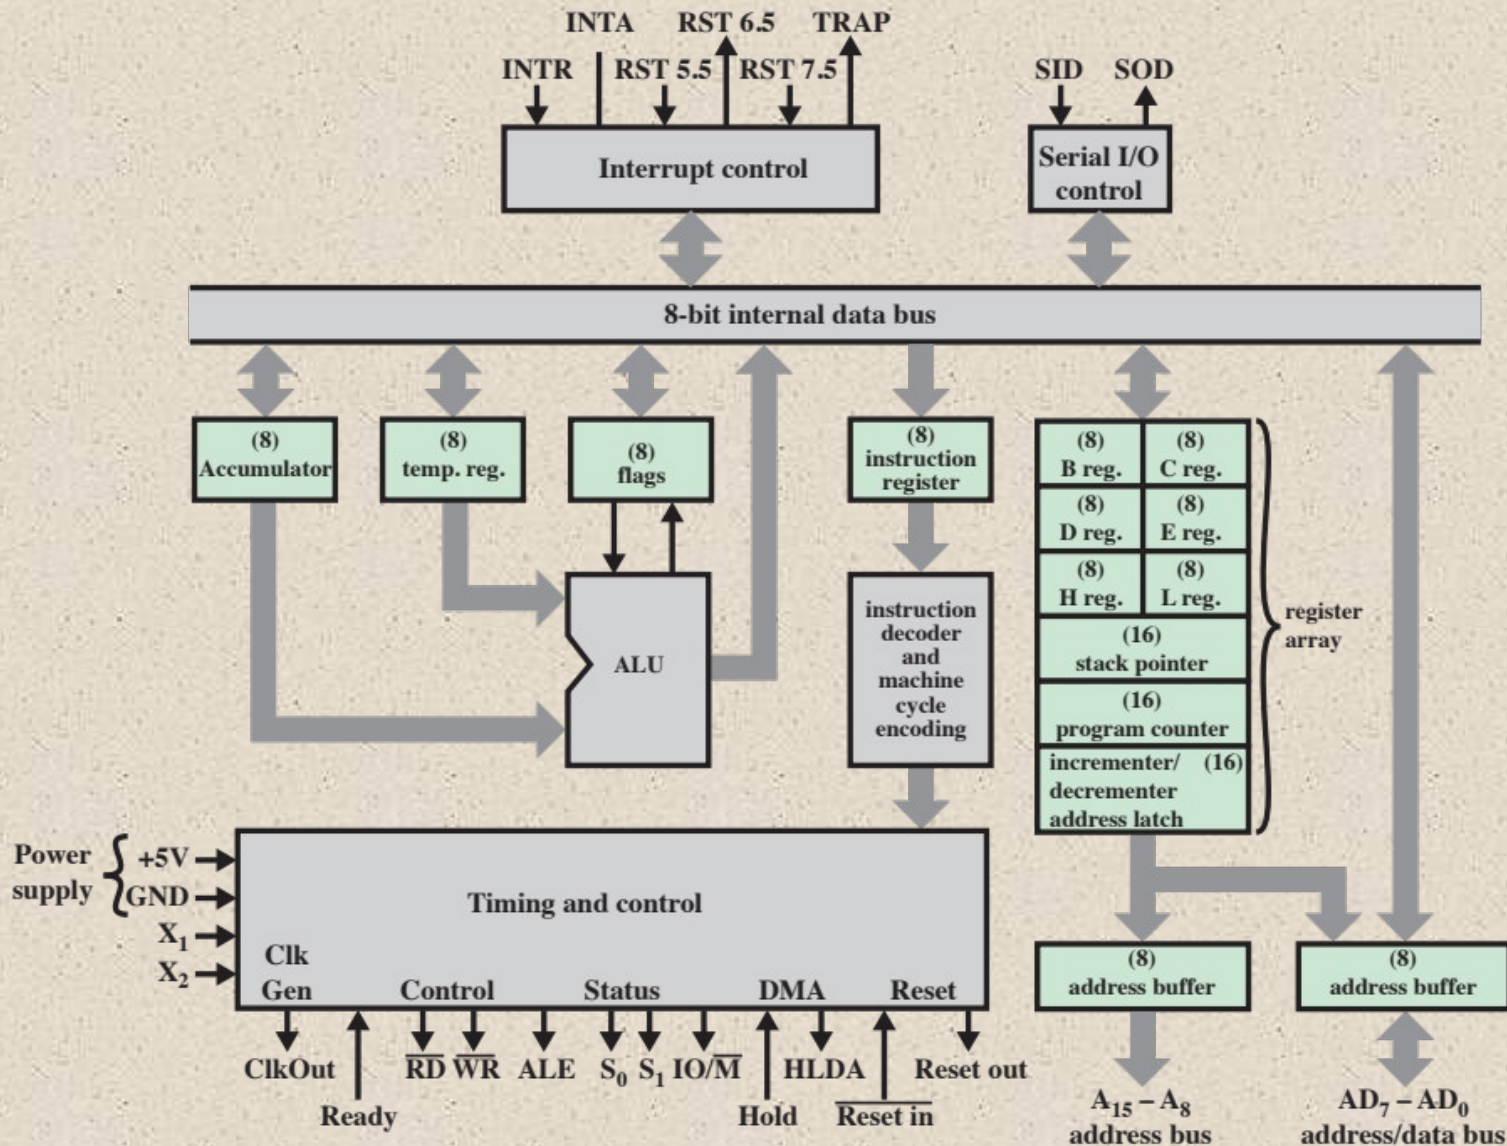 INTA RST 6.5 TRAP
INTR RST 5.5 RST 7.5
SID SOD
Interrupt control
Serial I/O
control
8-bit internal data bus
(8)
Accumulator
(8)
temp. reg.
(8)
flags
(8)
instruction
register
(8)
B reg.
(8)
C reg.
(8)
D reg.
(8)
E reg.
(8)
H reg.
(8)
L reg.
(16)
stack pointer
(16)
program counter
incrementer/ (16)
decrementer
address latch
register
array
ALU
instruction
decoder
and
machine
cycle
encoding
Power
supply
+5V
GND
X₁
X₂
Timing and control
Clk
Gen
Control
Status
DMA
Reset
ClkOut
Ready
R̅D̅
W̅R̅
ALE
S₀
S₁
IO/M̅
Hold
HLDA
R̅e̅s̅e̅t̅ i̅n̅
Reset out
(8)
address buffer
(8)
address buffer
A₁₅ – A₈
address bus
AD₇ – AD₀
address/data bus